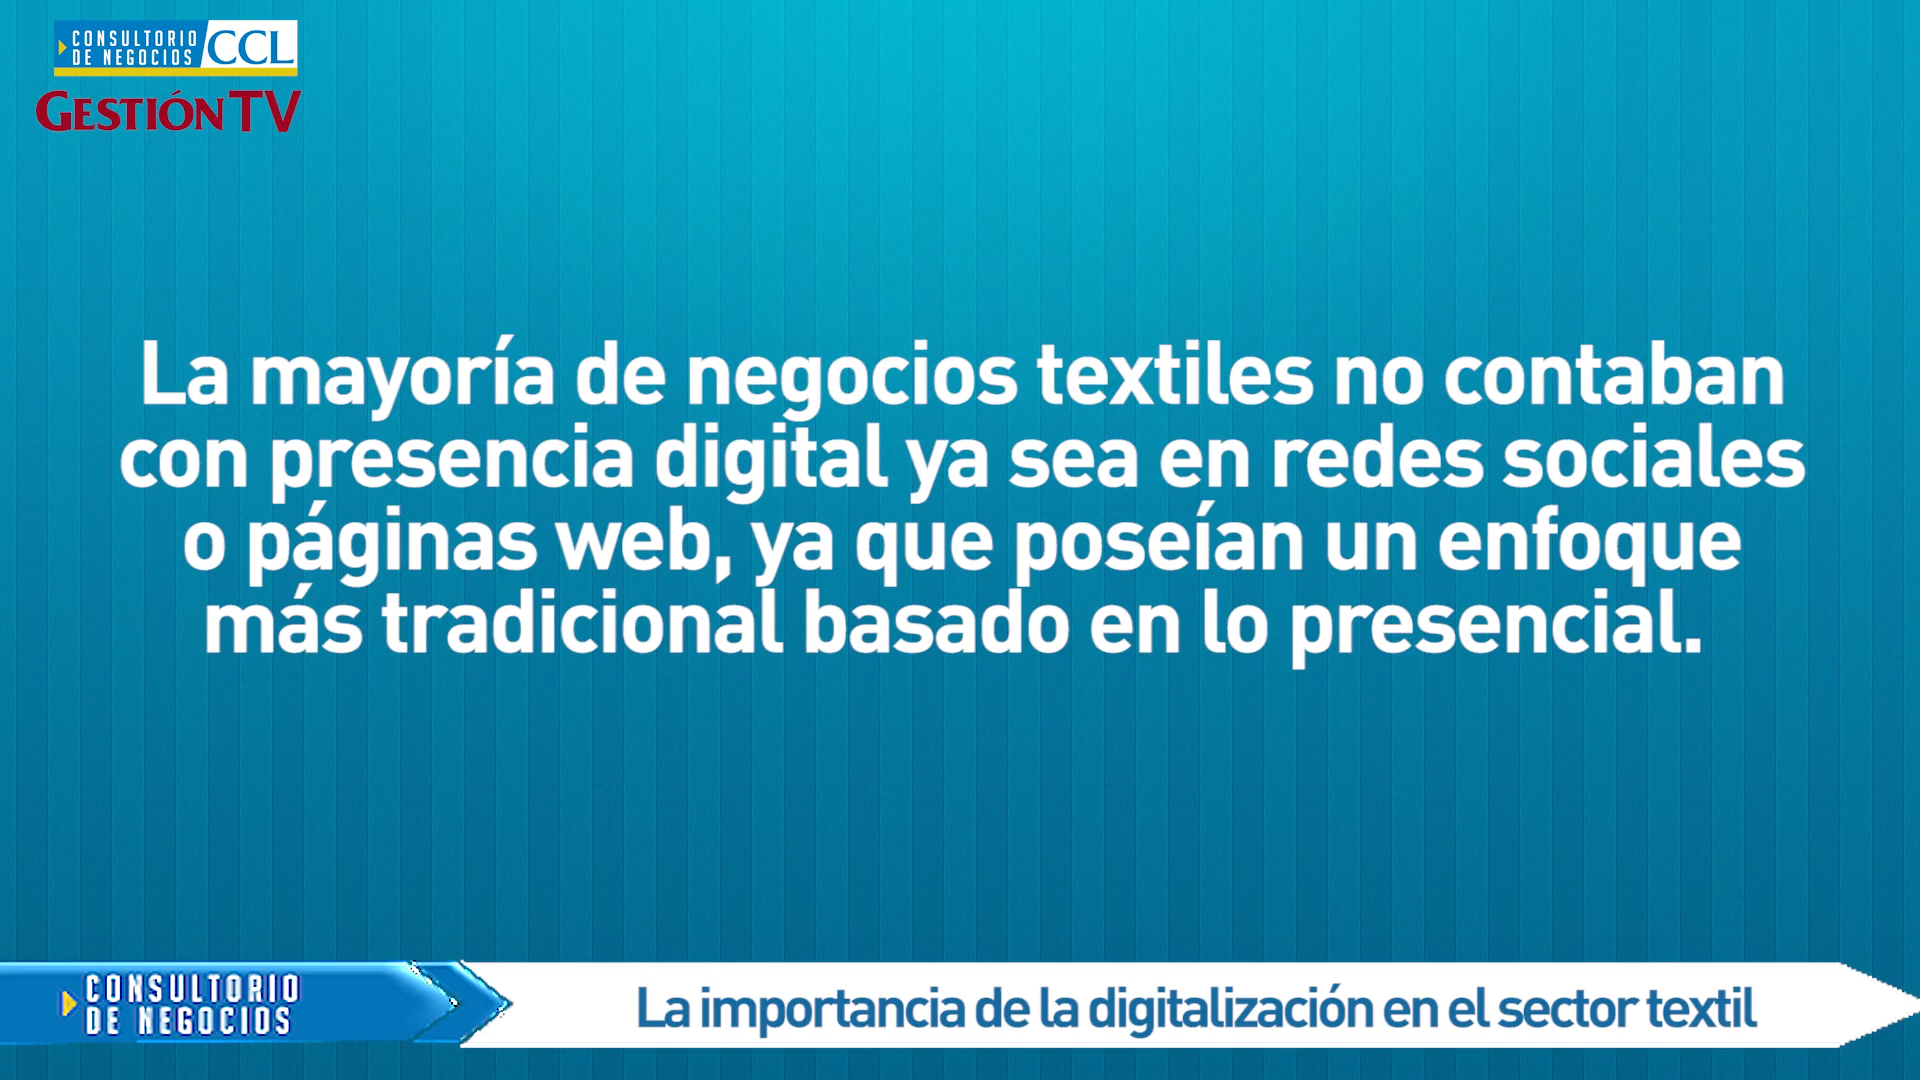 CONSULTORIO
DE NEGOCIOS
CCL
GESTIÓN TV
La mayoría de negocios textiles no contaban
con presencia digital ya sea en redes sociales
o páginas web, ya que poseían un enfoque
más tradicional basado en lo presencial.
CONSULTORIO
DE NEGOCIOS
La importancia de la digitalización en el sector textil